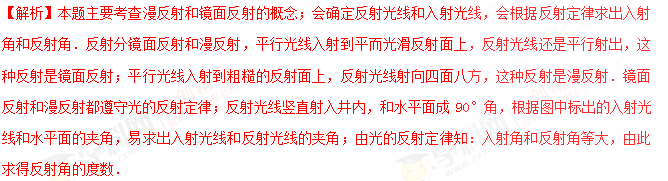 【解析】本题主要考查漫反射和镜面反射的概念；会确定反射光线和入射光线，会根据反射定律求出入射
角和反射角．反射分镜面反射和漫反射，平行光线入射到平而光滑反射面上，反射光线还是平行射出，这
种反射是镜面反射；平行光线入射到粗糙的反射面上，反射光线射向四面八方，这种反射是漫反射．镜面
反射和漫反射都遵守光的反射定律；反射光线竖直射入井内，和水平面成 90°角，根据图中标出的入射光
线和水平面的夹角，易求出入射光线和反射光线的夹角；由光的反射定律知：入射角和反射角等大，由此
求得反射角的度数．